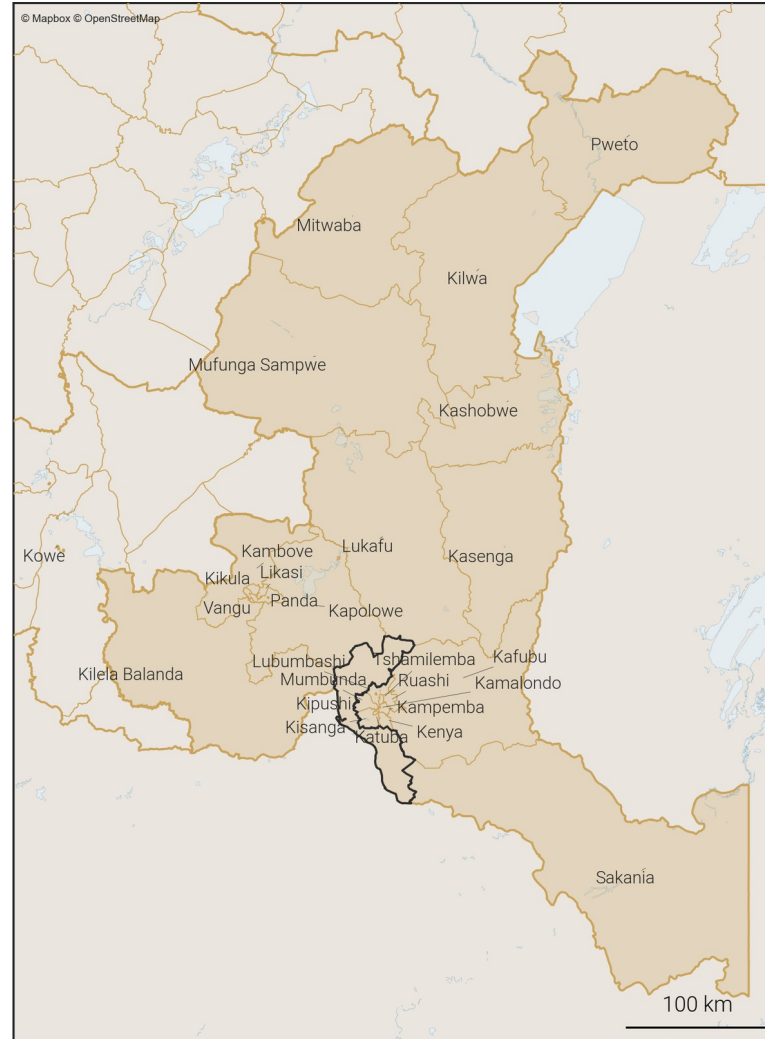 © Mapbox © OpenStreetMap
Pweto
Mitwaba
Kilwa
Mufunga Sampwe
Kashobwe
Kambove
Lukafu
Kowe
Likasi
Kasenga
Kikula
Vangu
Panda
Kapolowe
Lubumbashi
Tshamilemba
Kafubu
Kilela Balanda
Mumbunda
Ruashi
Kamalondo
Kipushi
Kampemba
Kisanga
Katuba
Kenya
Sakania
100 km